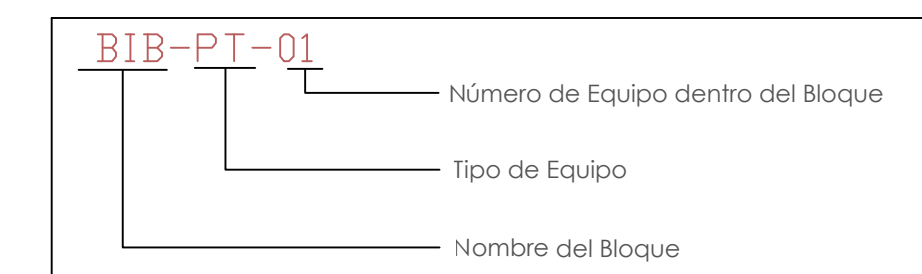 BIB-PT-01
Número de Equipo dentro del Bloque
Tipo de Equipo
Nombre del Bloque